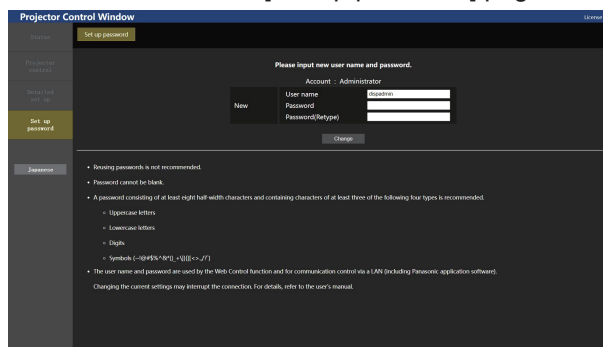 Projector Control Window
License
Status
Set up password
Projector
control
Detailed
set up
Set up
password
Japanese
Please input new user name and password.
Account : Administrator
New
User name
dispadmin
Password
Password(Retype)
Change
• Reusing passwords is not recommended.
• Password cannot be blank.
• A password consisting of at least eight half-width characters and containing characters of at least three of the following four types is recommended.
○ Uppercase letters
○ Lowercase letters
○ Digits
○ Symbols
• The user name and password are used by the Web Control function and for communication control via a LAN (including Panasonic application software).
Changing the current settings may interrupt the connection. For details, refer to the user's manual.